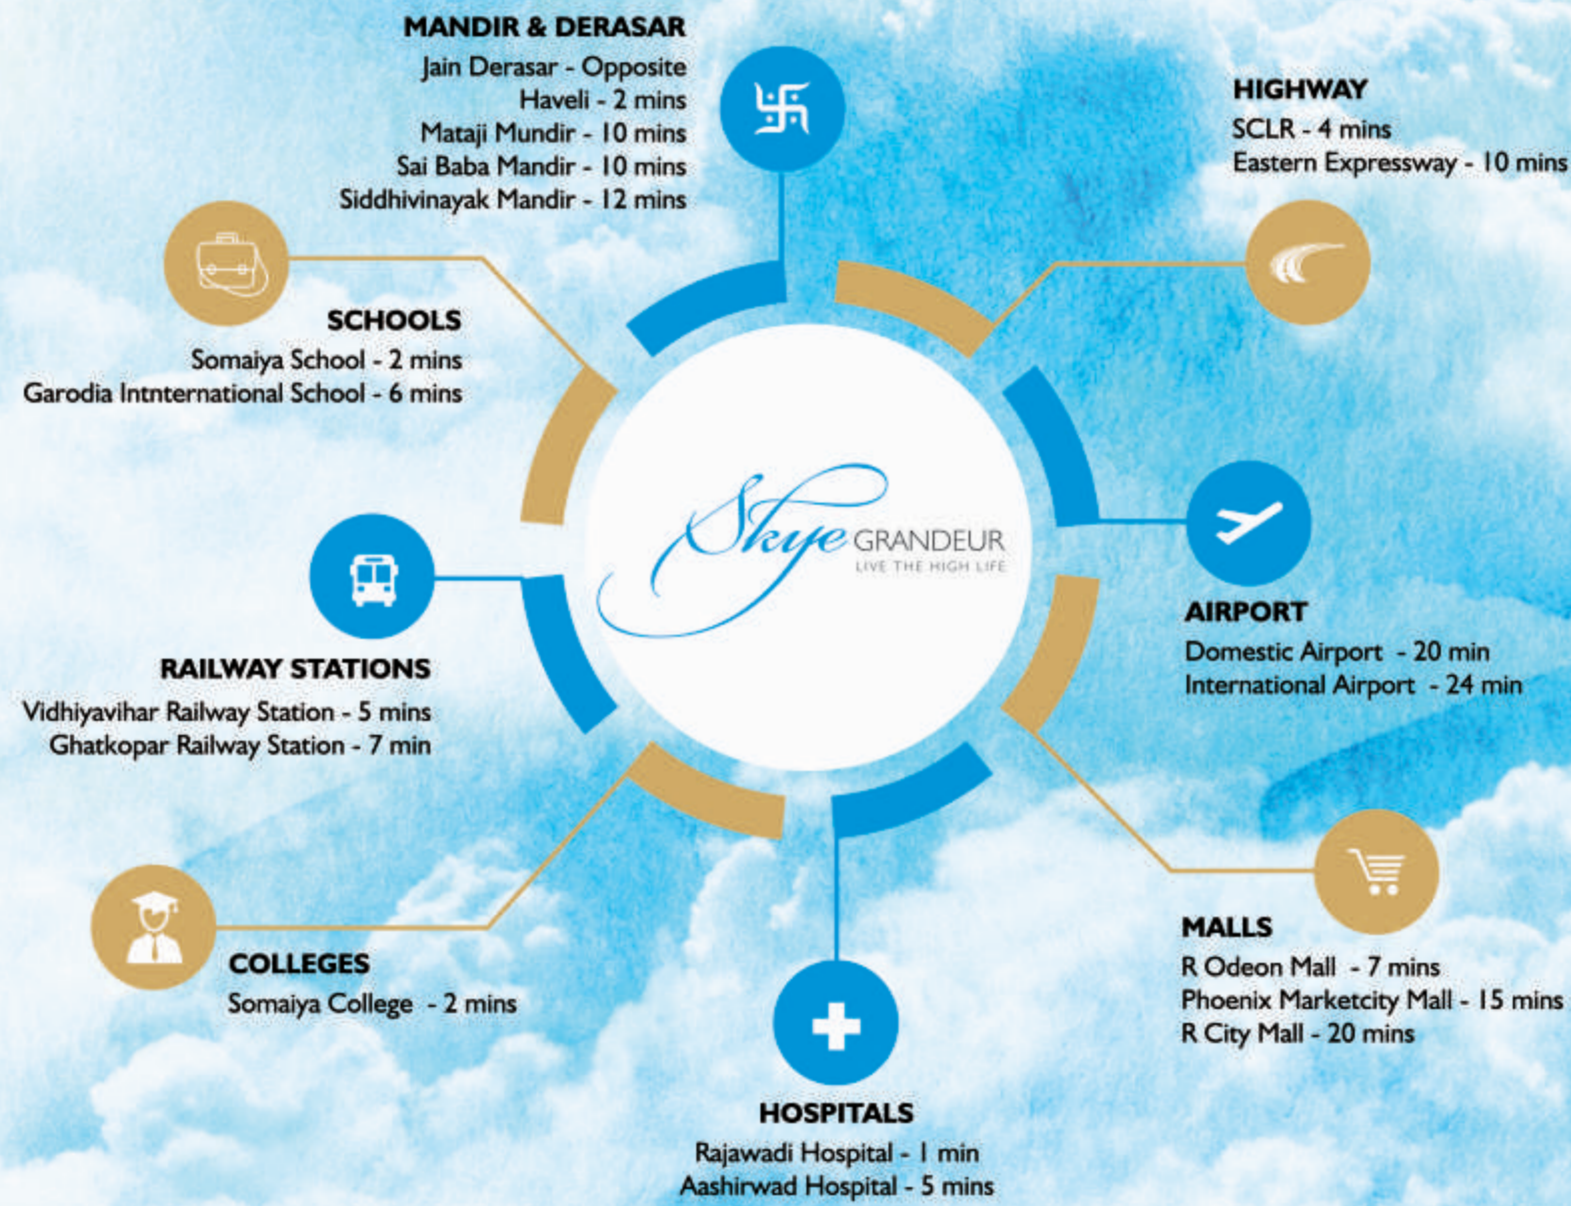 MANDIR & DERASAR
Jain Derasar - Opposite
Haveli - 2 mins
Mataji Mundir - 10 mins
Sai Baba Mandir - 10 mins
Siddhivinayak Mandir - 12 mins
HIGHWAY
SCLR - 4 mins
Eastern Expressway - 10 mins
SCHOOLS
Somaiya School - 2 mins
Garodia Intnternational School - 6 mins
Skye GRANDEUR
LIVE THE HIGH LIFE
AIRPORT
Domestic Airport - 20 min
International Airport - 24 min
RAILWAY STATIONS
Vidhiyavihar Railway Station - 5 mins
Ghatkopar Railway Station - 7 min
COLLEGES
Somaiya College - 2 mins
MALLS
R Odeon Mall - 7 mins
Phoenix Marketcity Mall - 15 mins
R City Mall - 20 mins
HOSPITALS
Rajawadi Hospital - 1 min
Aashirwad Hospital - 5 mins